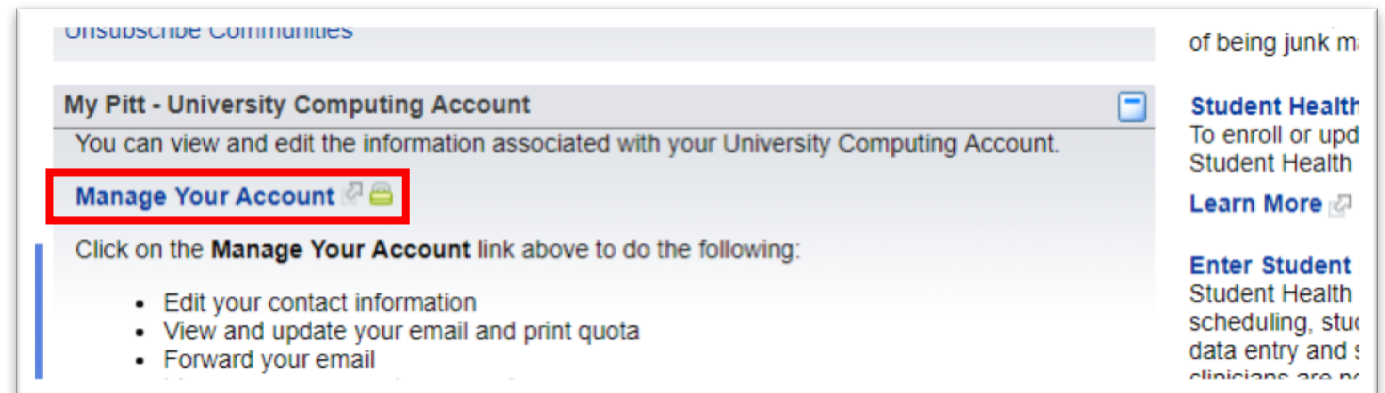 Unsubscribe Communities
My Pitt - University Computing Account
You can view and edit the information associated with your University Computing Account.
Manage Your Account
Click on the Manage Your Account link above to do the following:
• Edit your contact information
• View and update your email and print quota
• Forward your email
of being junk m
Student Health
To enroll or upd
Student Health
Learn More
Enter Student
Student Health
scheduling, stu
data entry and s
clinicians are